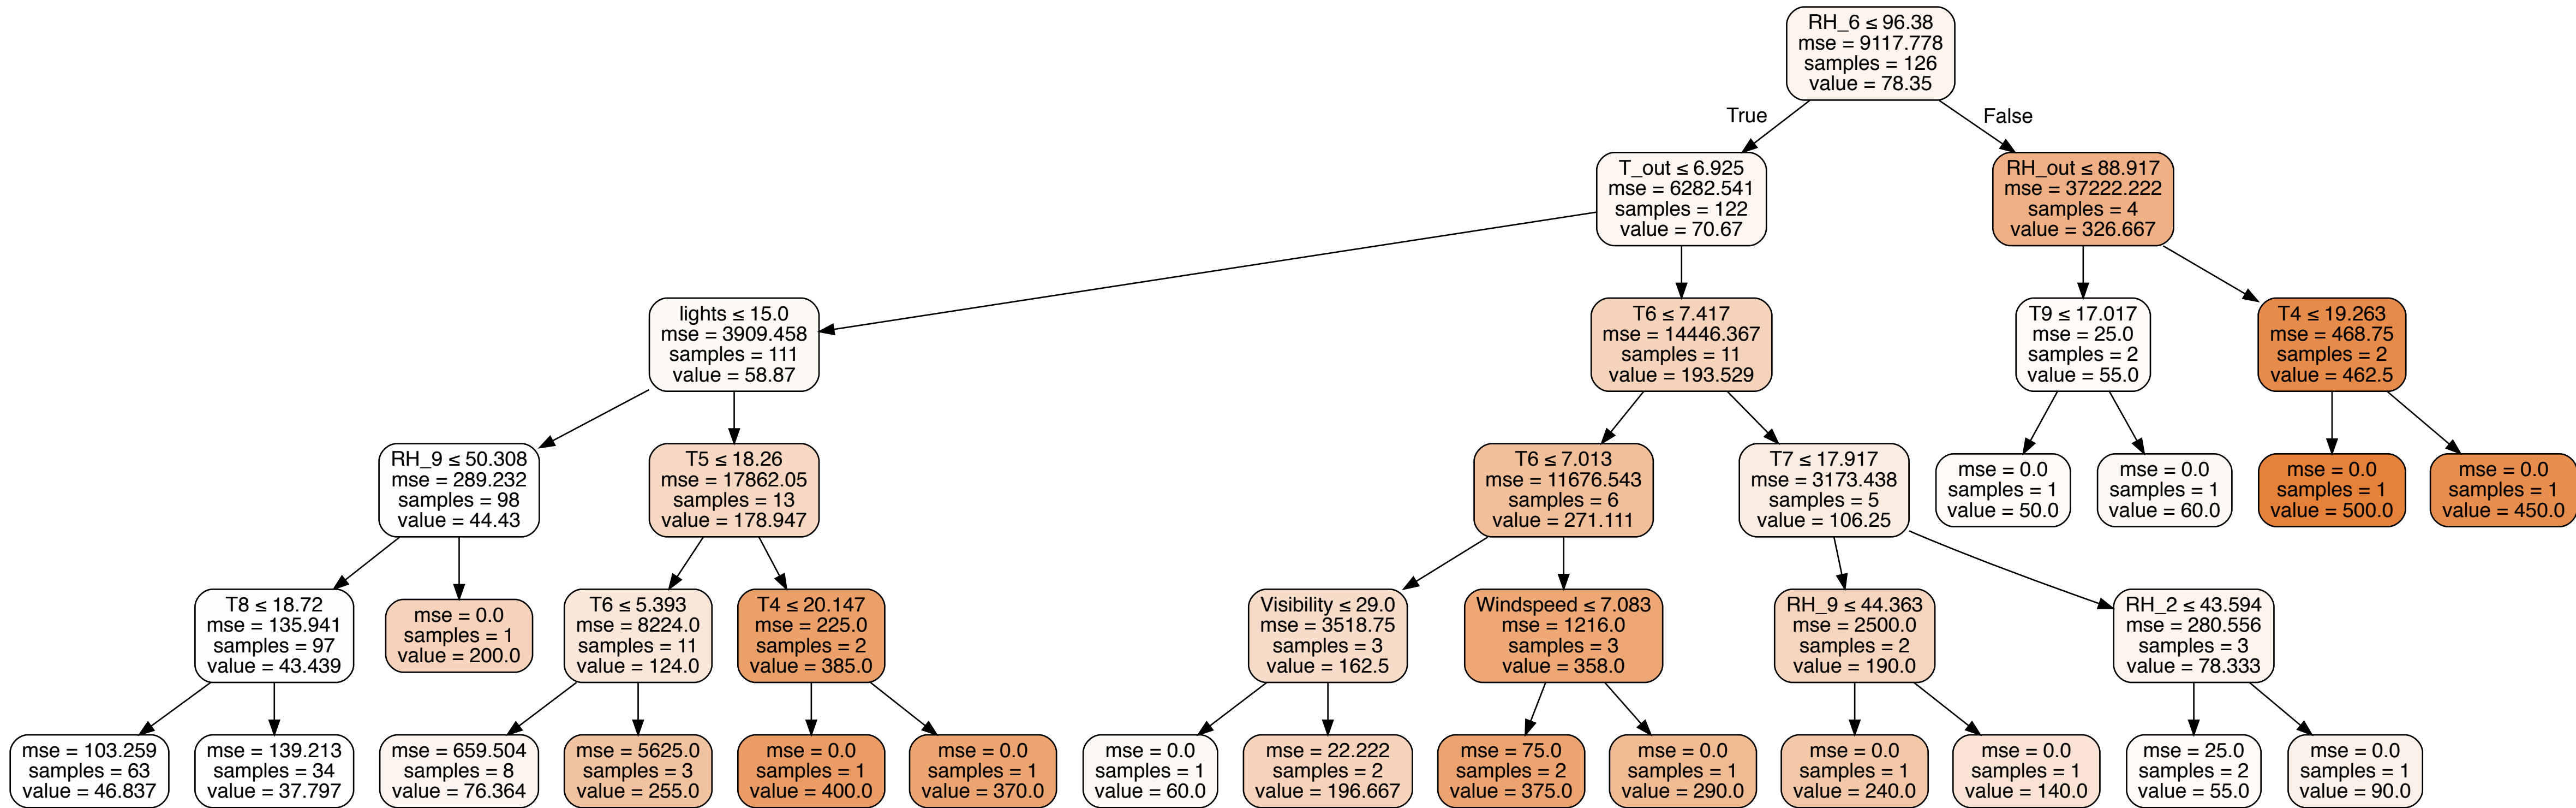 RH_6 ≤ 96.38
mse = 9117.778
samples = 126
value = 78.35
True
False
T_out ≤ 6.925
mse = 6282.541
samples = 122
value = 70.67
RH_out ≤ 88.917
mse = 37222.222
samples = 4
value = 326.667
lights ≤ 15.0
mse = 3909.458
samples = 111
value = 58.87
T6 ≤ 7.417
mse = 14446.367
samples = 11
value = 193.529
T9 ≤ 17.017
mse = 25.0
samples = 2
value = 55.0
T4 ≤ 19.263
mse = 468.75
samples = 2
value = 462.5
RH_9 ≤ 50.308
mse = 289.232
samples = 98
value = 44.43
T5 ≤ 18.26
mse = 17862.05
samples = 13
value = 178.947
T6 ≤ 7.013
mse = 11676.543
samples = 6
value = 271.111
T7 ≤ 17.917
mse = 3173.438
samples = 5
value = 106.25
mse = 0.0
samples = 1
value = 50.0
mse = 0.0
samples = 1
value = 60.0
mse = 0.0
samples = 1
value = 500.0
mse = 0.0
samples = 1
value = 450.0
T8 ≤ 18.72
mse = 135.941
samples = 97
value = 43.439
mse = 0.0
samples = 1
value = 200.0
T6 ≤ 5.393
mse = 8224.0
samples = 11
value = 124.0
T4 ≤ 20.147
mse = 225.0
samples = 2
value = 385.0
Visibility ≤ 29.0
mse = 3518.75
samples = 3
value = 162.5
Windspeed ≤ 7.083
mse = 1216.0
samples = 3
value = 358.0
RH_9 ≤ 44.363
mse = 2500.0
samples = 2
value = 190.0
RH_2 ≤ 43.594
mse = 280.556
samples = 3
value = 78.333
mse = 103.259
samples = 63
value = 46.837
mse = 139.213
samples = 34
value = 37.797
mse = 659.504
samples = 8
value = 76.364
mse = 5625.0
samples = 3
value = 255.0
mse = 0.0
samples = 1
value = 400.0
mse = 0.0
samples = 1
value = 370.0
mse = 0.0
samples = 1
value = 60.0
mse = 22.222
samples = 2
value = 196.667
mse = 75.0
samples = 2
value = 375.0
mse = 0.0
samples = 1
value = 290.0
mse = 0.0
samples = 1
value = 240.0
mse = 0.0
samples = 1
value = 140.0
mse = 25.0
samples = 2
value = 55.0
mse = 0.0
samples = 1
value = 90.0